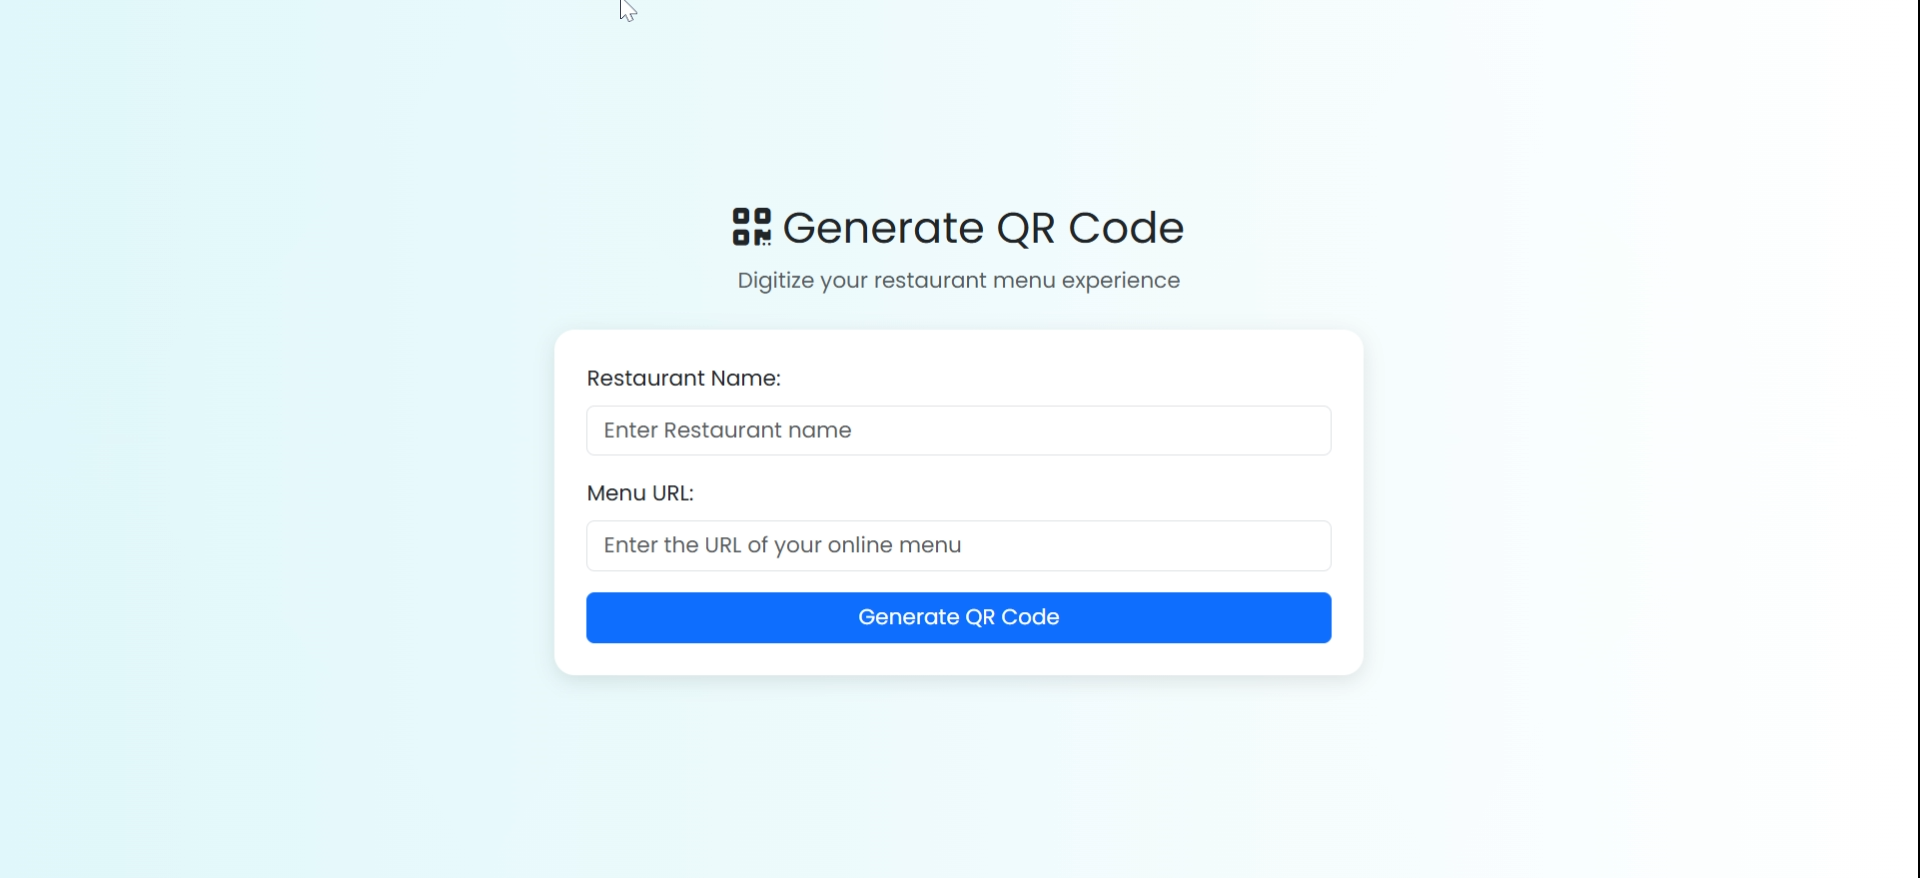 Generate QR Code
Digitize your restaurant menu experience
Restaurant Name:
Enter Restaurant name
Menu URL:
Enter the URL of your online menu
Generate QR Code